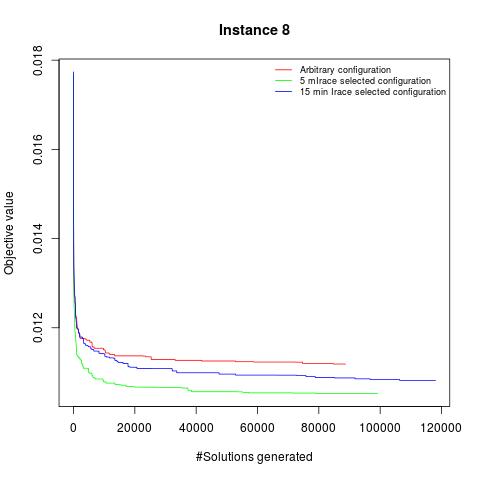 Instance 8
Arbitrary configuration
5 mIrace selected configuration
15 min Irace selected configuration
Objective value
0.018
0.016
0.014
0.012
0 20000 40000 60000 80000 100000 120000
#Solutions generated